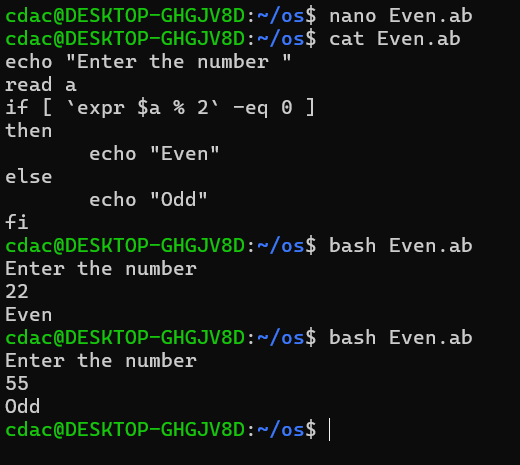 cdac@DESKTOP-GHGJV8D:~/os$ nano Even.ab
cdac@DESKTOP-GHGJV8D:~/os$ cat Even.ab
echo "Enter the number "
read a
if [ `expr $a % 2` -eq 0 ]
then
        echo "Even"
else
        echo "Odd"
fi
cdac@DESKTOP-GHGJV8D:~/os$ bash Even.ab
Enter the number
22
Even
cdac@DESKTOP-GHGJV8D:~/os$ bash Even.ab
Enter the number
55
Odd
cdac@DESKTOP-GHGJV8D:~/os$